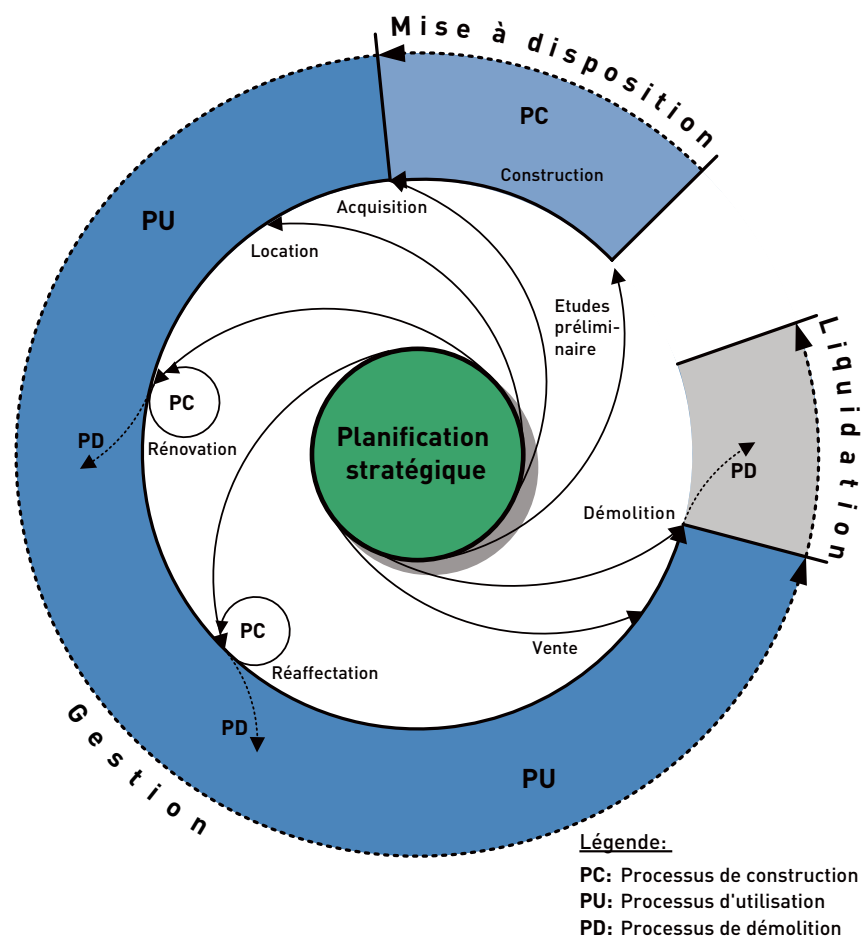 Mise à disposition
PC
Construction
Acquisition
PU
Location
Etudes
prélimi-
naire
Liquidation
PC
PD
Rénovation
Planification
stratégique
PD
Démolition
PC
Vente
Réaffectation
PD
Gestion
PU
Légende:
PC: Processus de construction
PU: Processus d'utilisation
PD: Processus de démolition